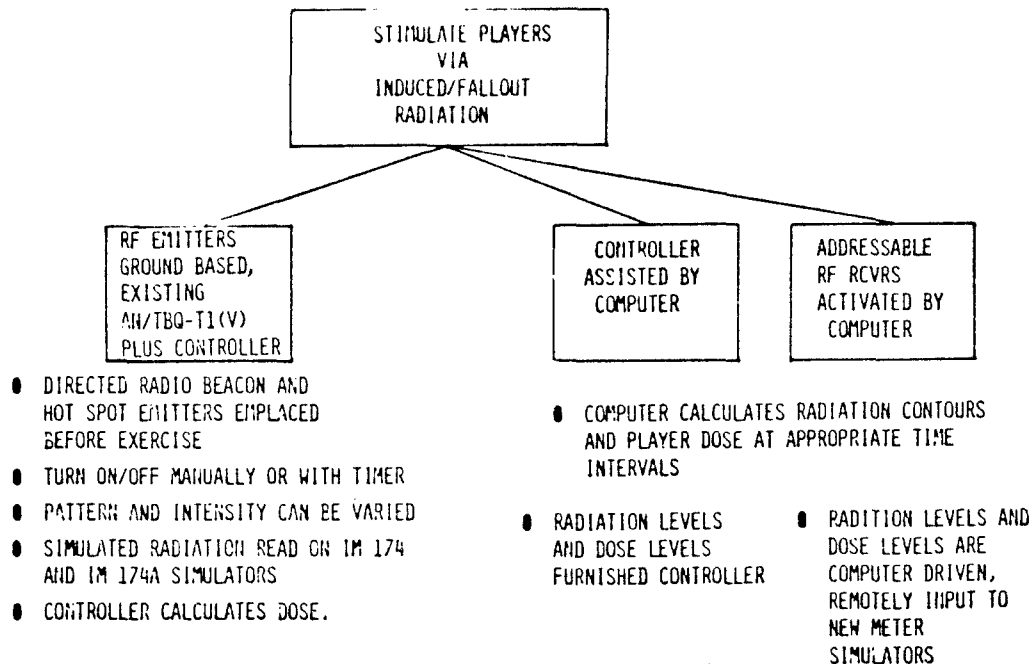 STIMULATE PLAYERS
VIA
INDUCED/FALLOUT
RADIATION
RF EMITTERS
GROUND BASED,
EXISTING
AN/TBQ-T1(V)
PLUS CONTROLLER
● DIRECTED RADIO BEACON AND
HOT SPOT EMITTERS EMPLACED
BEFORE EXERCISE
● TURN ON/OFF MANUALLY OR WITH TIMER
● PATTERN AND INTENSITY CAN BE VARIED
● SIMULATED RADIATION READ ON IM 174
AND IM 174A SIMULATORS
● CONTROLLER CALCULATES DOSE.
CONTROLLER
ASSISTED BY
COMPUTER
ADDRESSABLE
RF RCVRS
ACTIVATED BY
COMPUTER
● COMPUTER CALCULATES RADIATION CONTOURS
AND PLAYER DOSE AT APPROPRIATE TIME
INTERVALS
● RADIATION LEVELS
AND DOSE LEVELS
FURNISHED CONTROLLER
● RADITION LEVELS AND
DOSE LEVELS ARE
COMPUTER DRIVEN,
REMOTELY INPUT TO
NEW METER
SIMULATORS